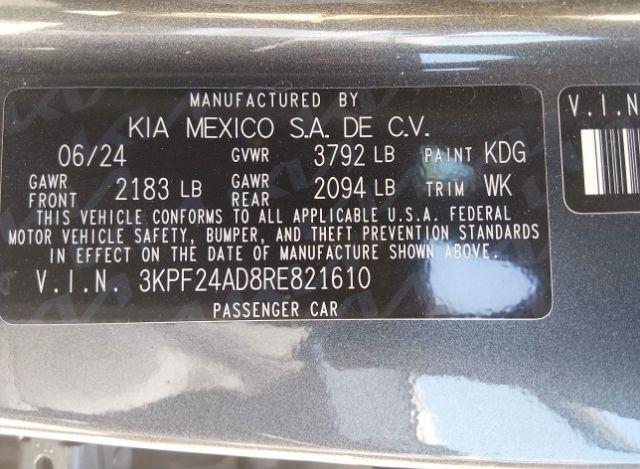 MANUFACTURED BY
KIA MEXICO S.A. DE C.V.
06/24 GVWR 3792 LB PAINT KDG
GAWR FRONT 2183 LB GAWR REAR 2094 LB TRIM WK
THIS VEHICLE CONFORMS TO ALL APPLICABLE U.S.A. FEDERAL
MOTOR VEHICLE SAFETY, BUMPER, AND THEFT PREVENTION STANDARDS
IN EFFECT ON THE DATE OF MANUFACTURE SHOWN ABOVE.
V.I.N. 3KPF24AD8RE821610
PASSENGER CAR
V.I.N